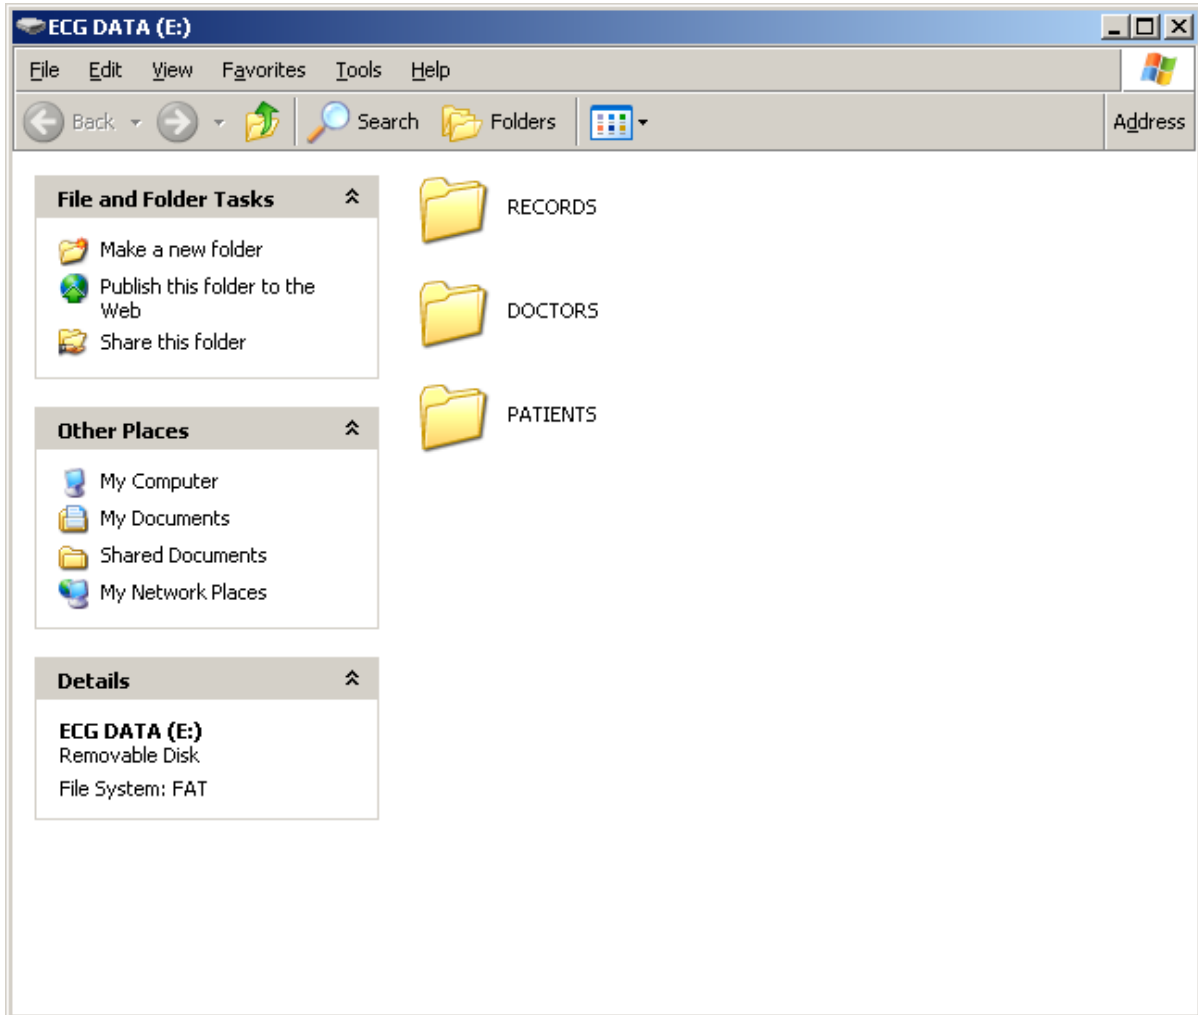 ECG DATA (E:)
File Edit View Favorites Tools Help
Back Search Folders Address
File and Folder Tasks
Make a new folder
Publish this folder to the
Web
Share this folder
Other Places
My Computer
My Documents
Shared Documents
My Network Places
Details
ECG DATA (E:)
Removable Disk
File System: FAT
RECORDS
DOCTORS
PATIENTS